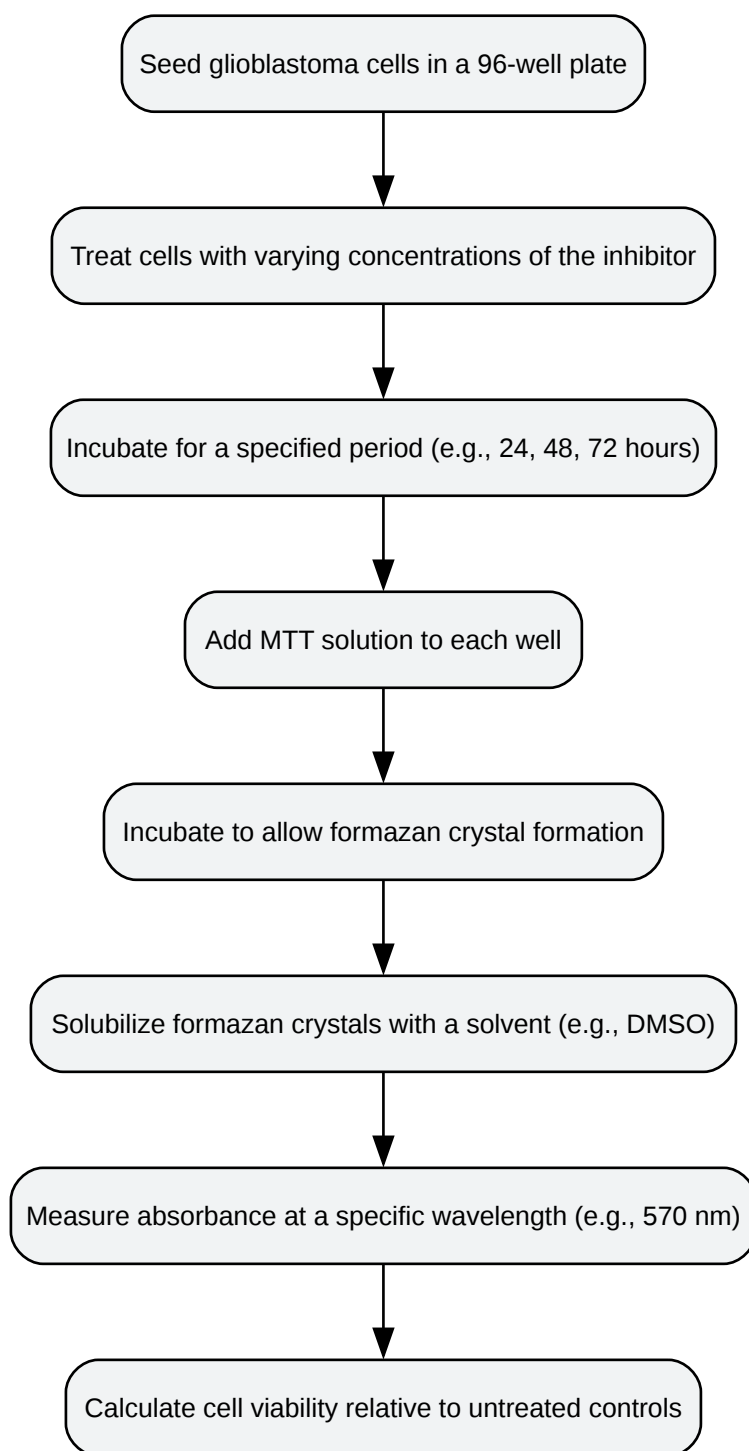 Seed glioblastoma cells in a 96-well plate
Treat cells with varying concentrations of the inhibitor
Incubate for a specified period (e.g., 24, 48, 72 hours)
Add MTT solution to each well
Incubate to allow formazan crystal formation
Solubilize formazan crystals with a solvent (e.g., DMSO)
Measure absorbance at a specific wavelength (e.g., 570 nm)
Calculate cell viability relative to untreated controls